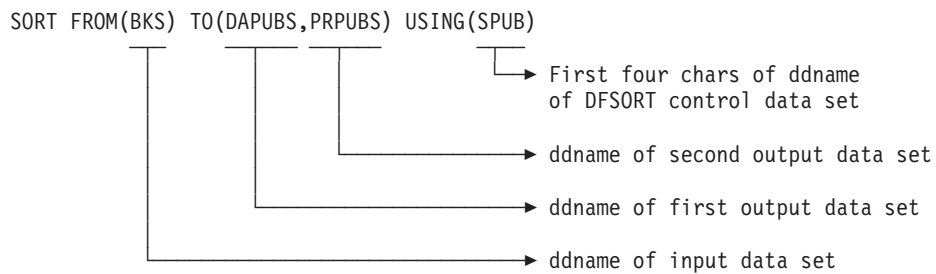 SORT FROM(BKS) TO(DAPUBS,PRPUBS) USING(SPUB)
First four chars of ddname
of DFSORT control data set
ddname of second output data set
ddname of first output data set
ddname of input data set